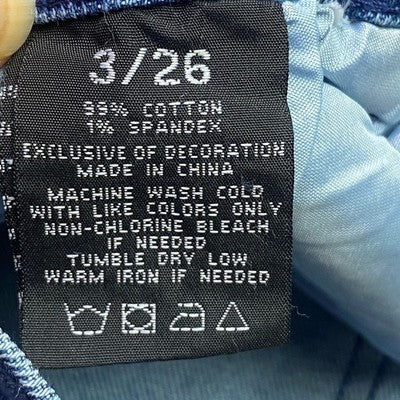 3/26
99% COTTON
1% SPANDEX
EXCLUSIVE OF DECORATION
MADE IN CHINA
MACHINE WASH COLD
WITH LIKE COLORS ONLY
NON-CHLORINE BLEACH
IF NEEDED
TUMBLE DRY LOW
WARM IRON IF NEEDED